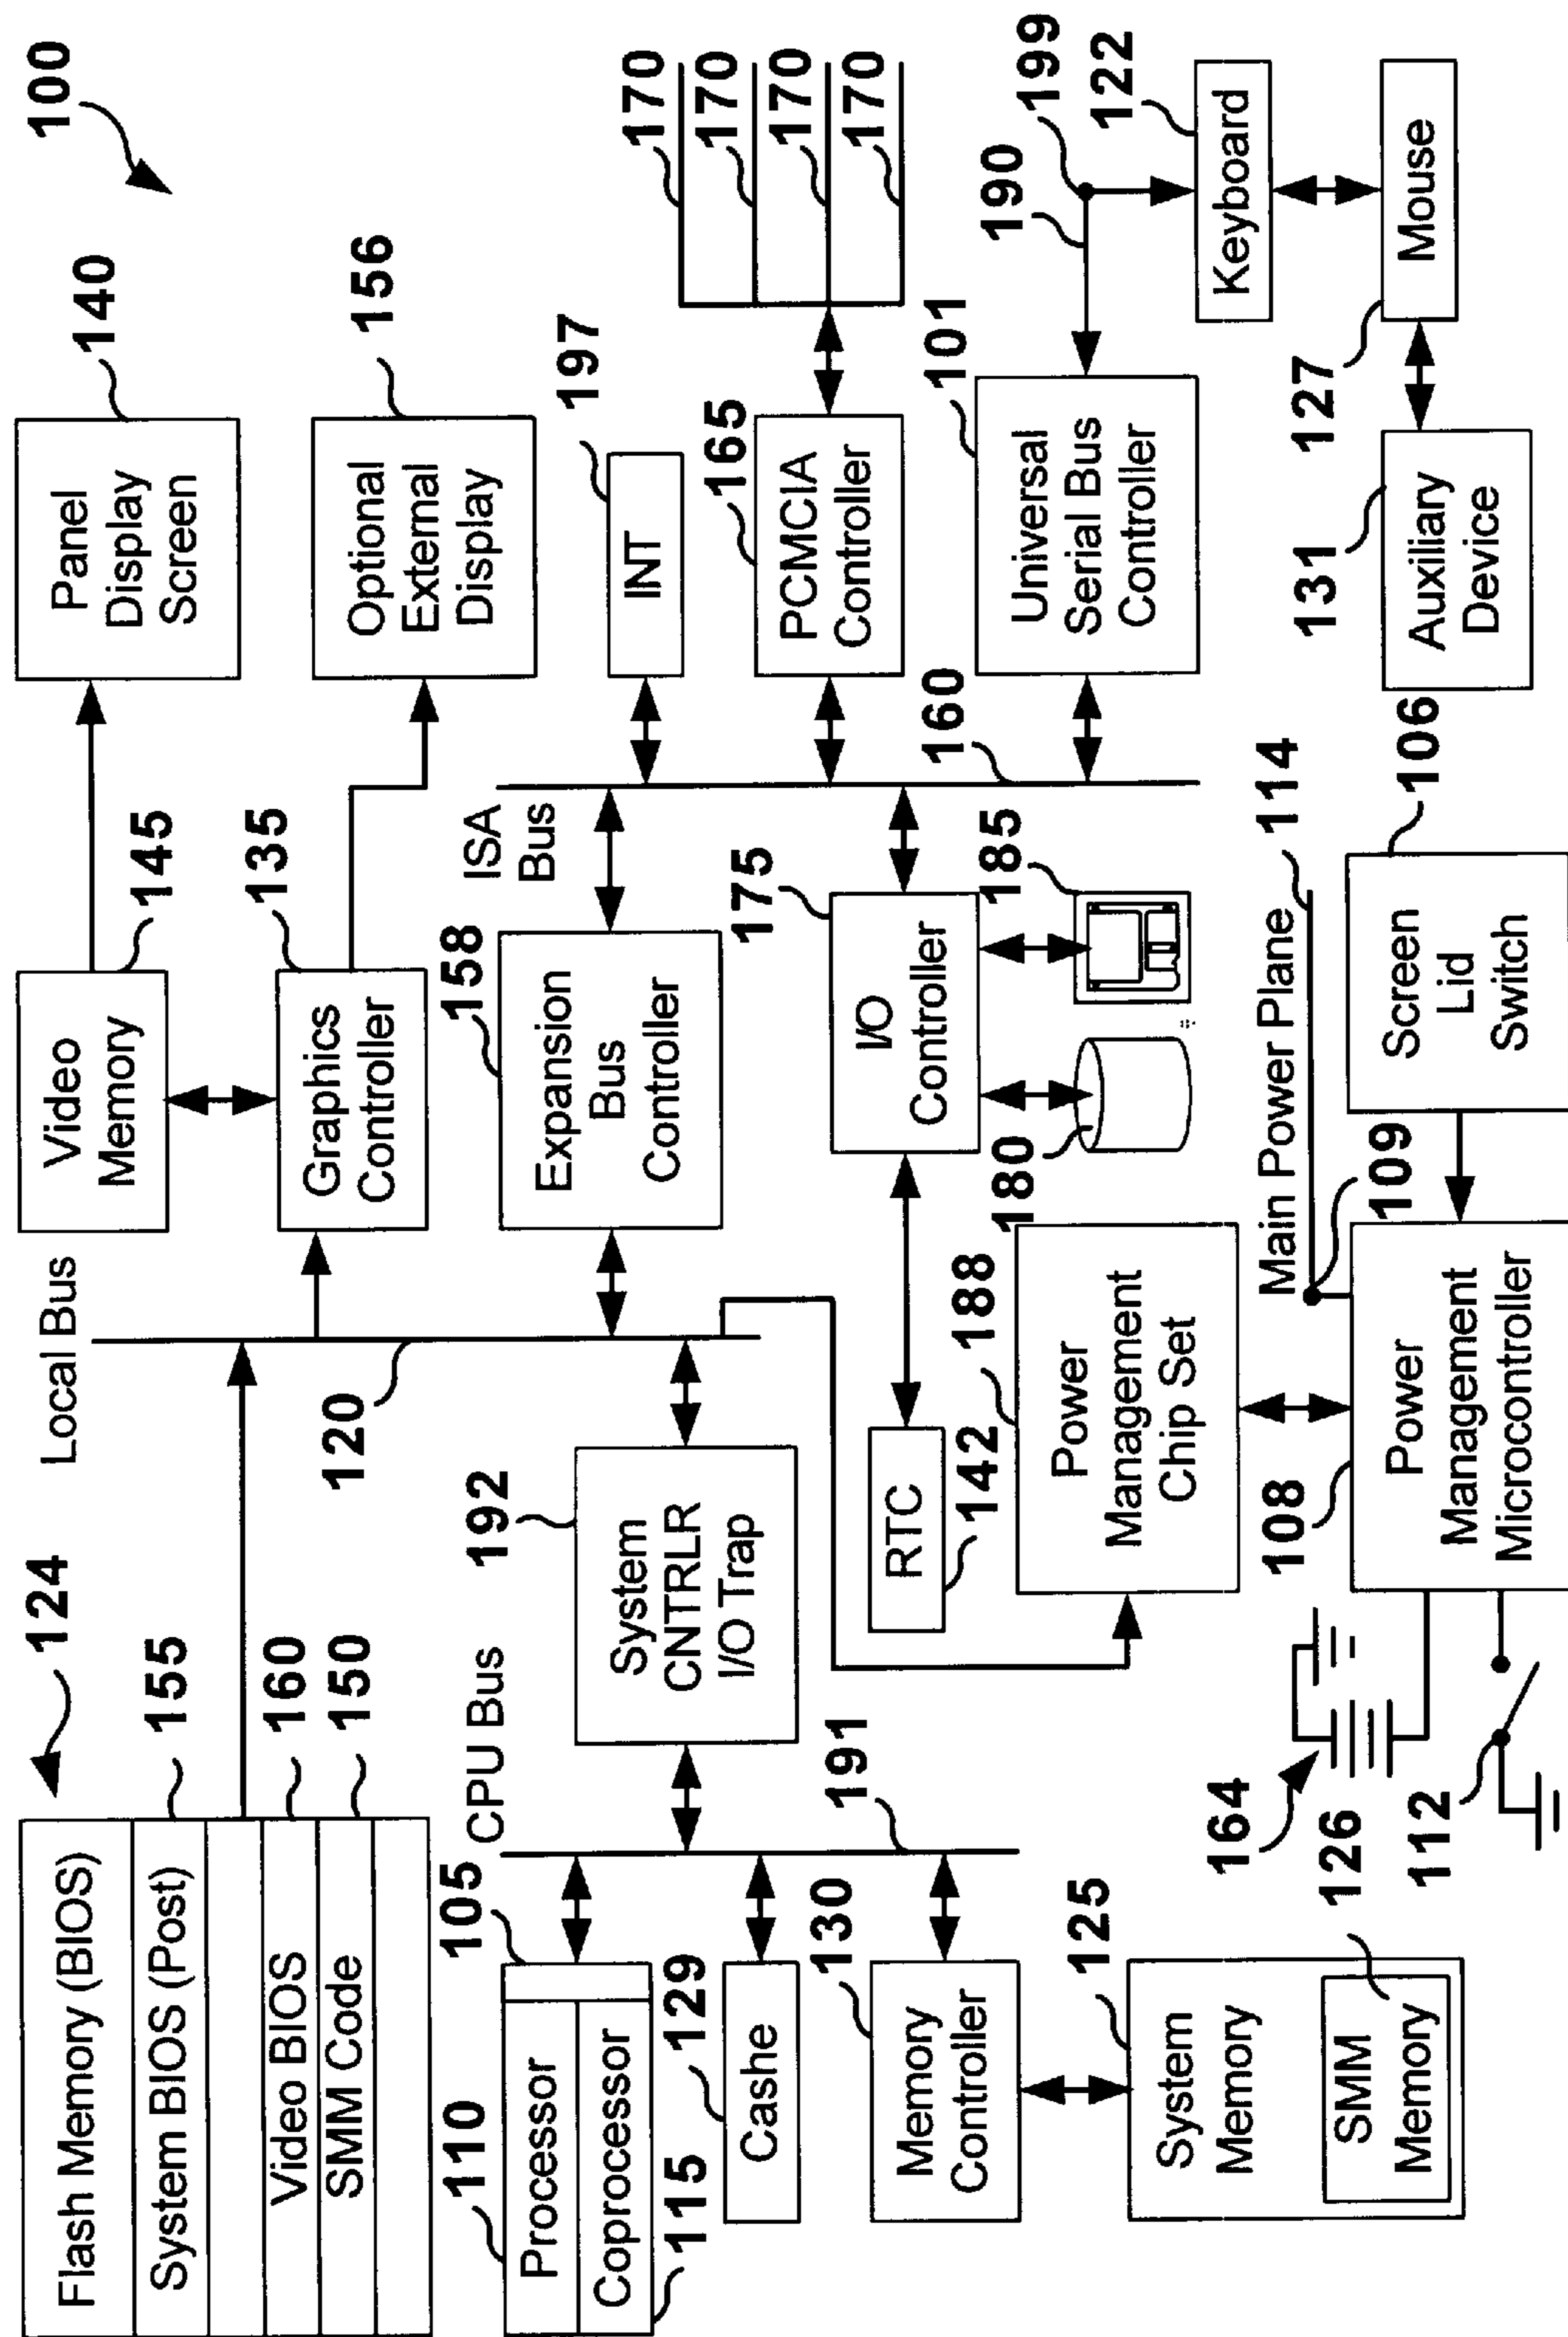 100
Flash Memory (BIOS)
System BIOS (Post)
Video BIOS
SMM Code
124
155
160
150
Local Bus
120
Video
Memory
145
Graphics
Controller
135
Panel
Display
Screen
140
Optional
External
Display
156
110
Processor
Coprocessor
115
105
CPU Bus
191
Cashe
129
Memory
Controller
130
System
Memory
125
SMM
Memory
126
System
CNTRLR
I/O Trap
192
Expansion
Bus
Controller
158
ISA
Bus
160
INT
197
PCMCIA
Controller
165
170
170
170
170
Universal
Serial Bus
Controller
101
190
199
Keyboard
122
Mouse
127
Auxiliary
Device
131
I/O
Controller
175
180
185
RTC
142
Power
Management
Chip Set
188
Power
Management
Microcontroller
108
Main Power Plane
114
109
Screen
Lid
Switch
106
164
112